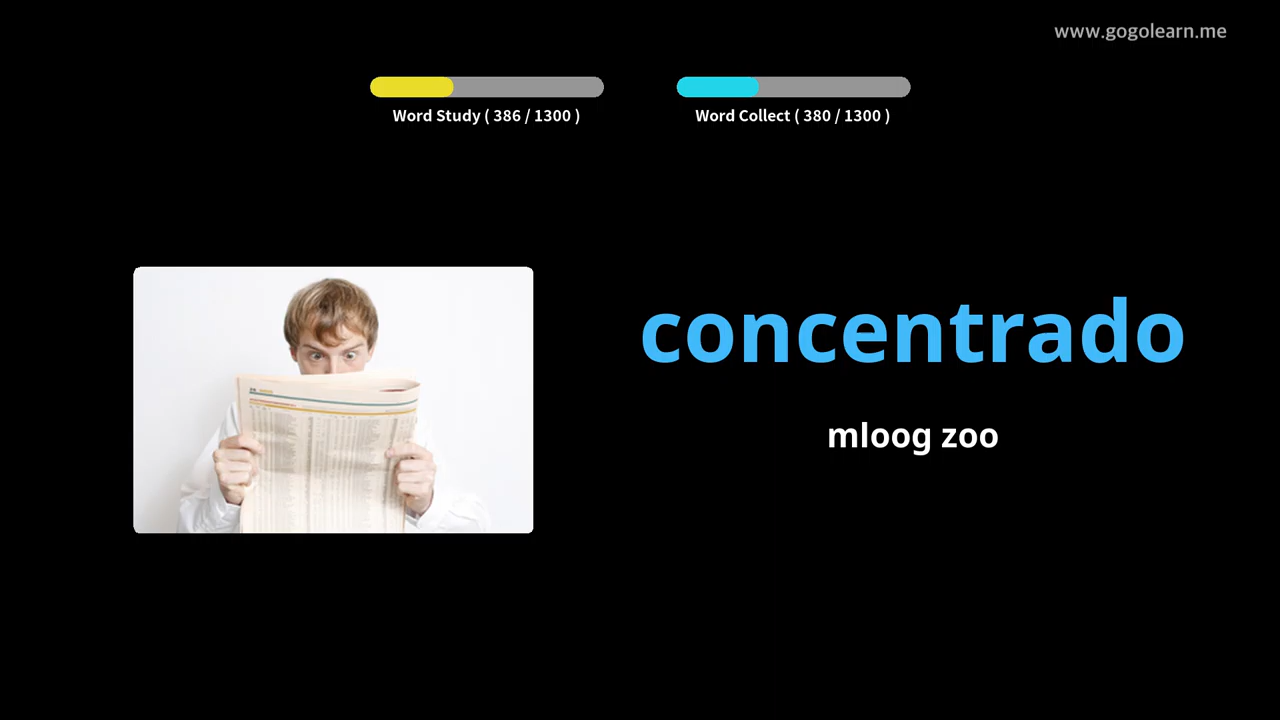 www.gogolearn.me
Word Study ( 386 / 1300 )
Word Collect ( 380 / 1300 )
concentrado
mloog zoo